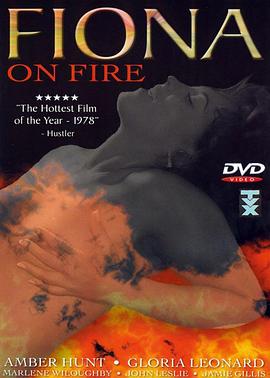 FIONA
ON FIRE
★★★★★
"The Hottest Film
of the Year - 1978"
- Hustler
DVD
VIDEO
TVX
AMBER HUNT • GLORIA LEONARD
MARLENE WILOUGHBY • JOHN LESLIE • JAMIE GILLIS